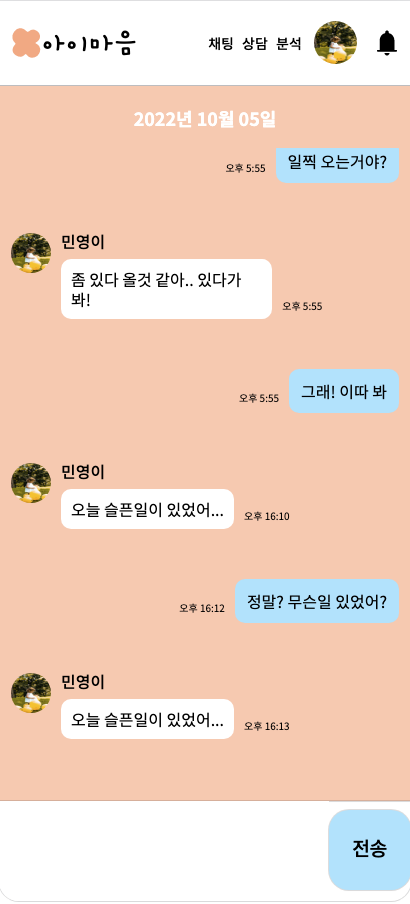 아이마음
채팅 상담 분석
2022년 10월 05일
일찍 오는거야?
오후 5:55
민영이
좀 있다 올것 같아.. 있다가
봐!
오후 5:55
그래! 이따 봐
오후 5:55
민영이
오늘 슬픈일이 있었어...
오후 16:10
정말? 무슨일 있었어?
오후 16:12
민영이
오늘 슬픈일이 있었어...
오후 16:13
전송